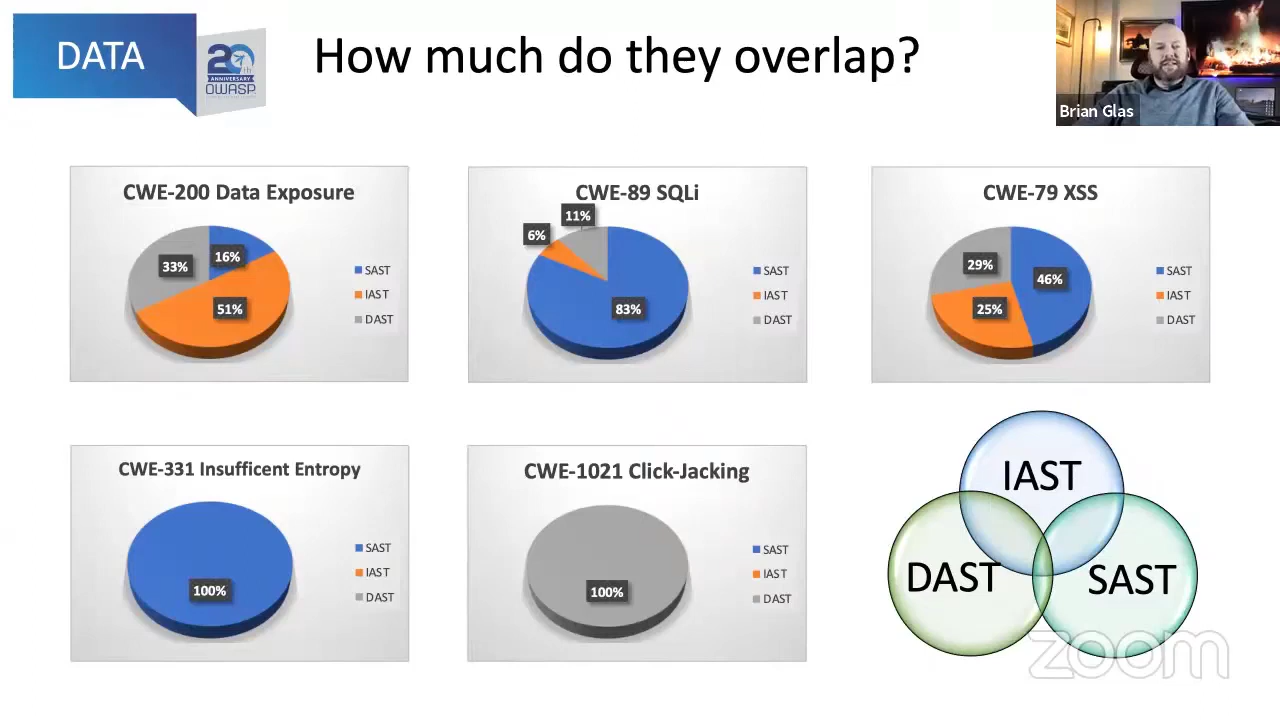 DATA
20th
ANNIVERSARY
OWASP
How much do they overlap?
Brian Glas
CWE-200 Data Exposure
33%
16%
51%
SAST
IAST
DAST
CWE-89 SQLi
11%
6%
83%
SAST
IAST
DAST
CWE-79 XSS
29%
46%
25%
SAST
IAST
DAST
CWE-331 Insufficent Entropy
100%
SAST
IAST
DAST
CWE-1021 Click-Jacking
100%
SAST
IAST
DAST
IAST
DAST
SAST
zoom